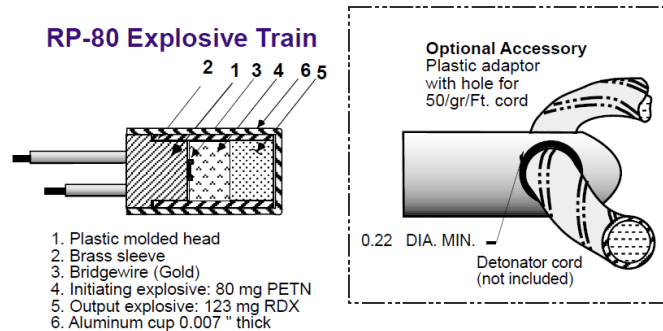 RP-80 Explosive Train
2 1 3 4 6 5
1. Plastic molded head
2. Brass sleeve
3. Bridgewire (Gold)
4. Initiating explosive: 80 mg PETN
5. Output explosive: 123 mg RDX
6. Aluminum cup 0.007 " thick
Optional Accessory
Plastic adaptor
with hole for
50/gr/Ft. cord
0.22 DIA. MIN.
Detonator cord
(not included)